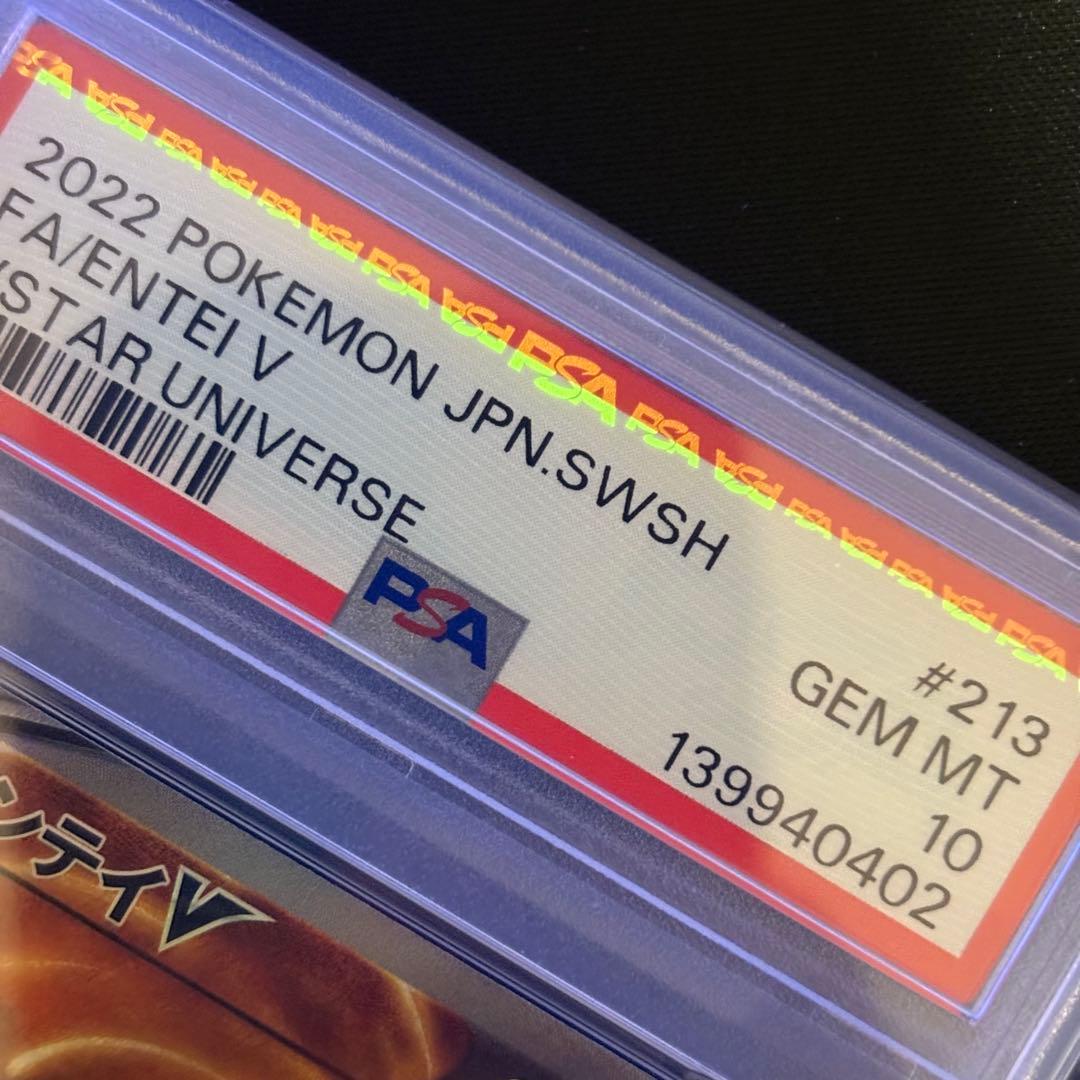 2022 POKEMON JPN.SWSH
FA/ENTEI V
VSTAR UNIVERSE
#213
GEM MT
10
139940402
PSA
ンテイV